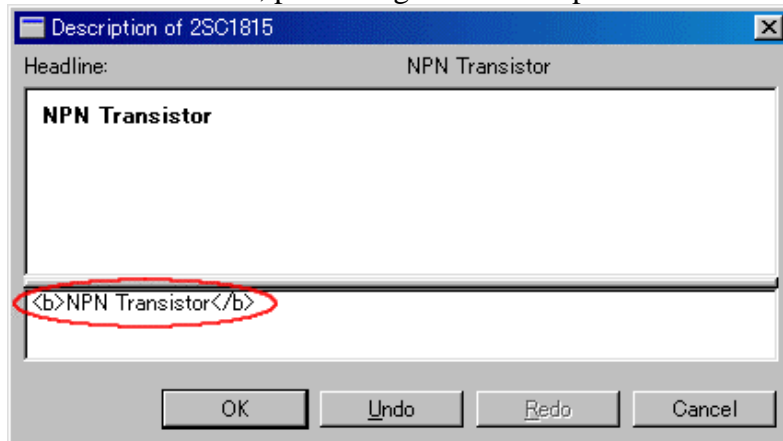 Description of 2SC1815
Headline: NPN Transistor
NPN Transistor
<b>NPN Transistor</b>
OK Undo Redo Cancel